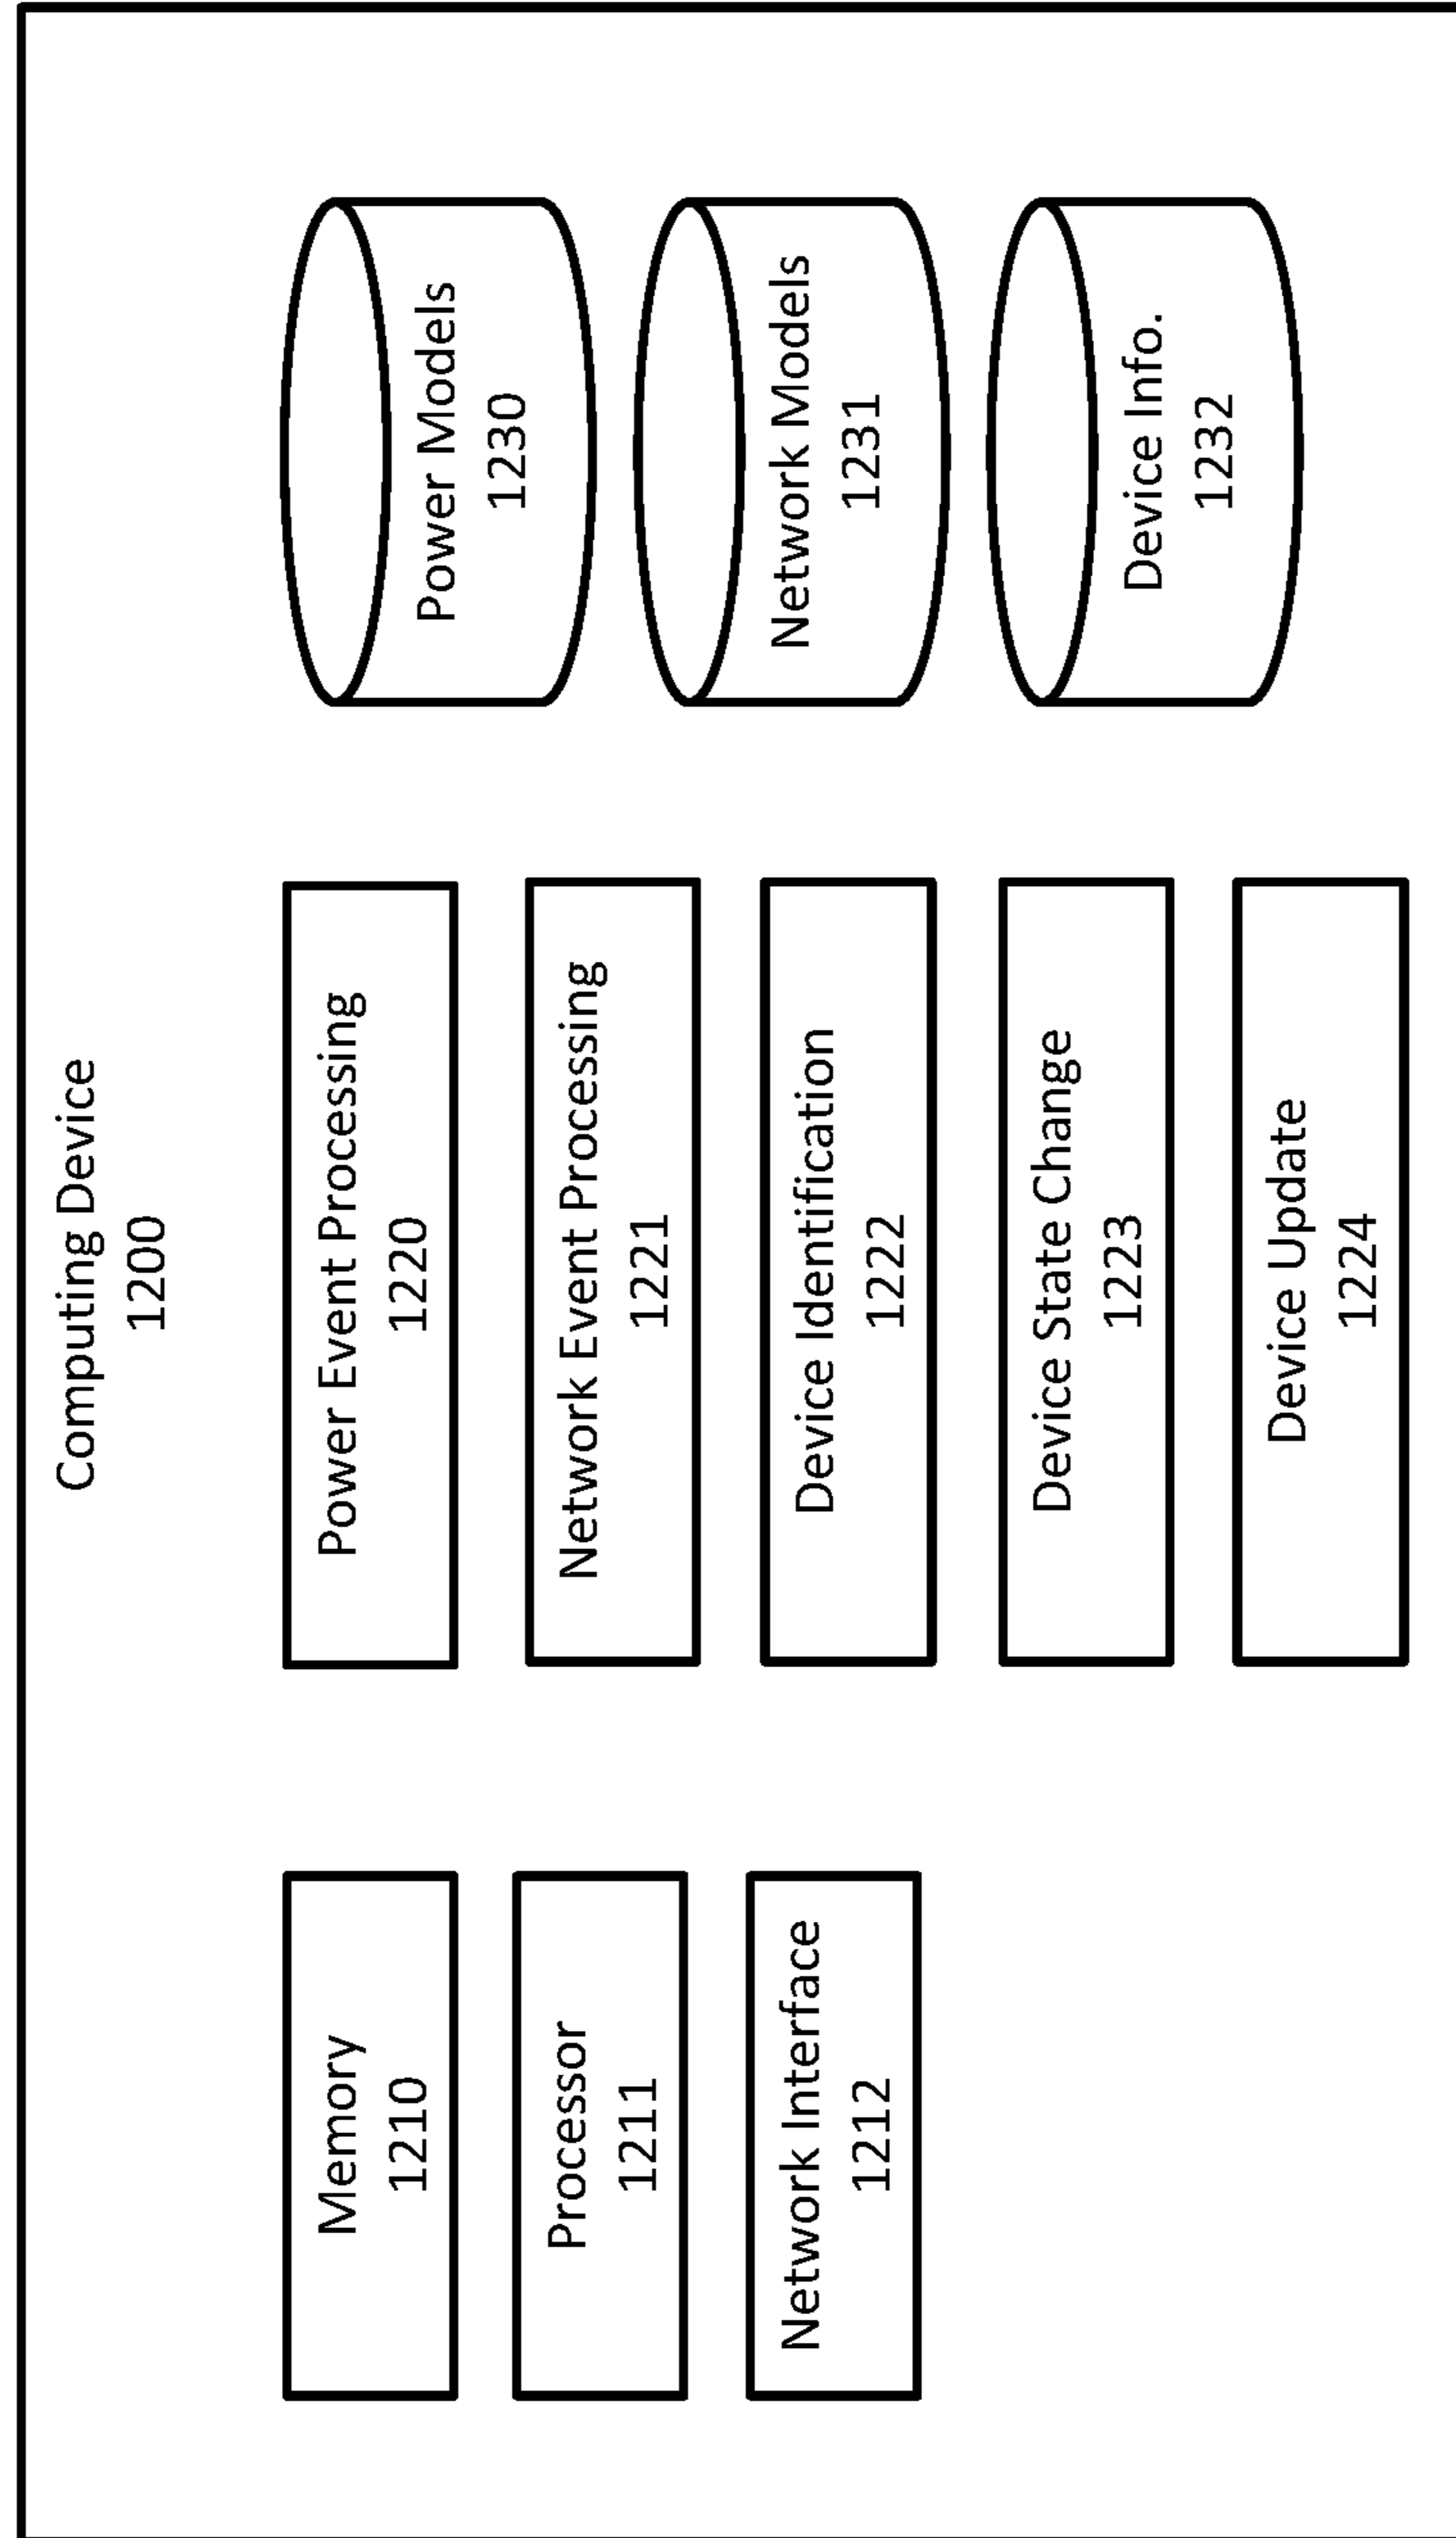 Computing Device
1200
Memory
1210
Processor
1211
Network Interface
1212
Power Event Processing
1220
Network Event Processing
1221
Device Identification
1222
Device State Change
1223
Device Update
1224
Power Models
1230
Network Models
1231
Device Info.
1232